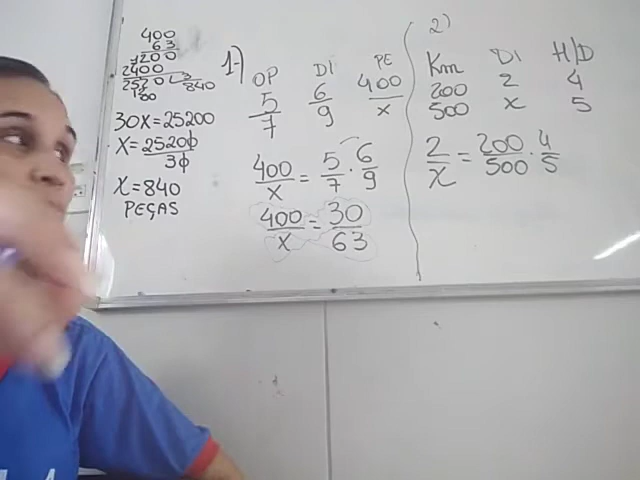 400
63
1200
2400
25200 3
840
30X=25200
X=25200/30
X=840
PEÇAS
1-)
OP DI PE
5/7 6/9 400/x
400/x = 5/7 . 6/9
400/x = 30/63
2)
Km DI H/D
200 2 4
500 x 5
2/x = 200/500 . 4/5